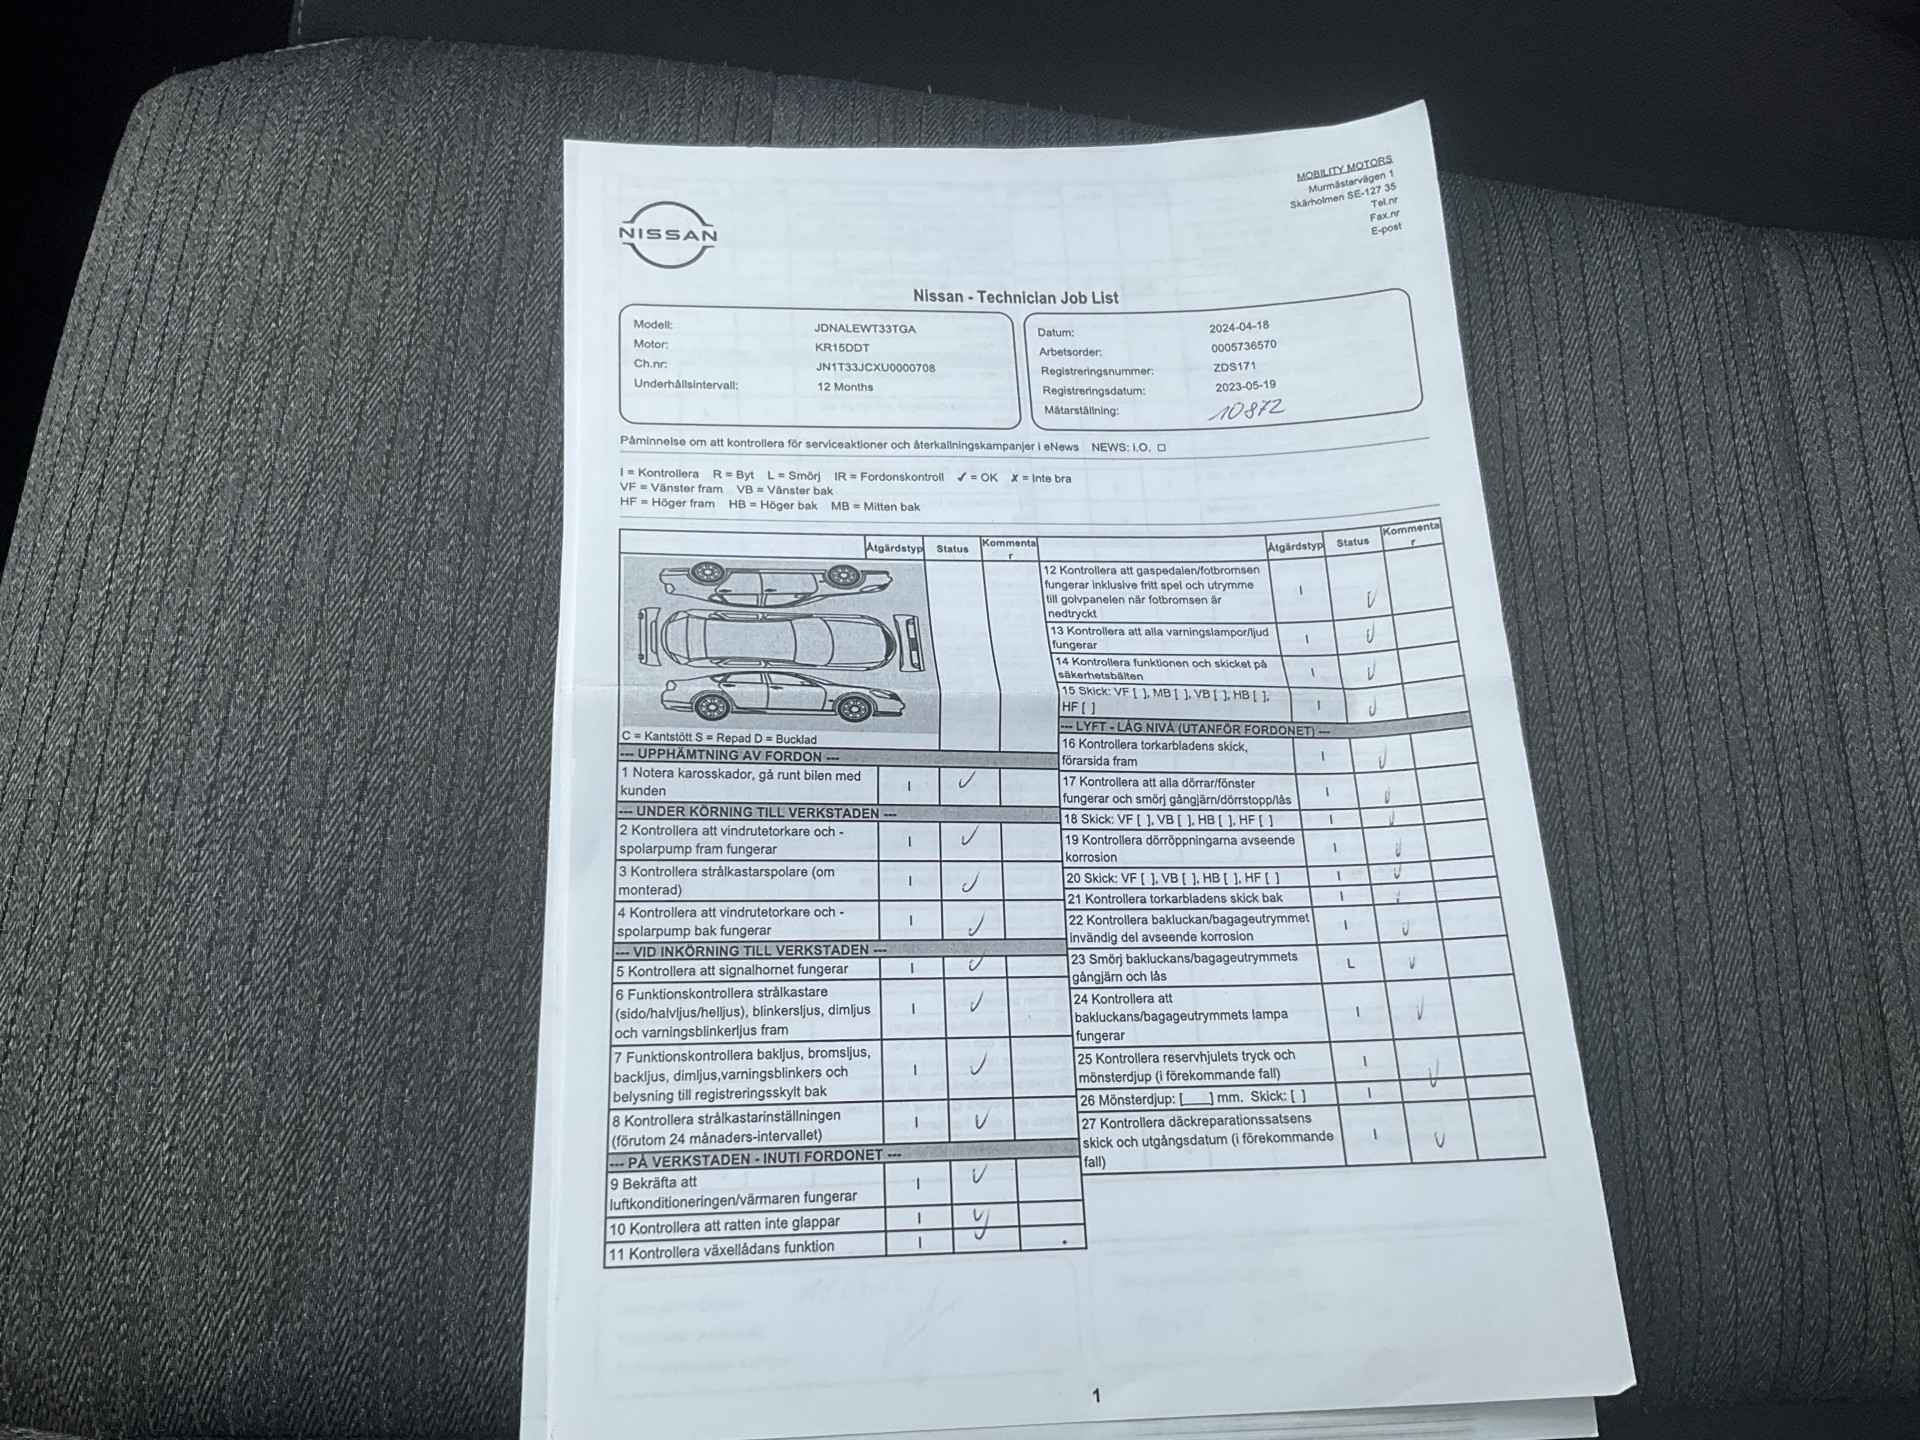 MOBILITY MOTORS
Murmästarvägen 1
Skärholmen SE-127 35
Tel.nr
Fax.nr
E-post
NISSAN
Nissan - Technician Job List
Modell: JDNALEWT33TGA
Motor: KR15DDT
Ch.nr: JN1T33JCXU0000708
Underhållsintervall: 12 Months
Datum: 2024-04-18
Arbetsorder: 0005736570
Registreringsnummer: ZDS171
Registreringsdatum: 2023-05-19
Mätarställning: 10872
Påminnelse om att kontrollera för serviceaktioner och återkallningskampanjer i eNews NEWS: I.O. □
I = Kontrollera R = Byt L = Smörj IR = Fordonskontroll ✓ = OK ✗ = Inte bra
VF = Vänster fram VB = Vänster bak
HF = Höger fram HB = Höger bak MB = Mitten bak
Åtgärdstyp Status Kommenta
r
C = Kantstött S = Repad D = Bucklad
--- UPPHÄMTNING AV FORDON ---
1 Notera karosskador, gå runt bilen med I ✓
kunden
--- UNDER KÖRNING TILL VERKSTADEN ---
2 Kontrollera att vindrutetorkare och - I ✓
spolarpump fram fungerar
3 Kontrollera strålkastarspolare (om I ✓
monterad)
4 Kontrollera att vindrutetorkare och - I ✓
spolarpump bak fungerar
--- VID INKÖRNING TILL VERKSTADEN ---
5 Kontrollera att signalhornet fungerar I ✓
6 Funktionskontrollera strålkastare I ✓
(sido/halvljus/helljus), blinkersljus, dimljus
och varningsblinkerljus fram
7 Funktionskontrollera bakljus, bromsljus, I ✓
backljus, dimljus,varningsblinkers och
belysning till registreringsskylt bak
8 Kontrollera strålkastarinställningen I ✓
(förutom 24 månaders-intervallet)
--- PÅ VERKSTADEN - INUTI FORDONET ---
9 Bekräfta att I ✓
luftkonditioneringen/värmaren fungerar
10 Kontrollera att ratten inte glappar I ✓
11 Kontrollera växellådans funktion I ✓
Åtgärdstyp Status Kommenta
r
12 Kontrollera att gaspedalen/fotbromsen I ✓
fungerar inklusive fritt spel och utrymme
till golvpanelen när fotbromsen är
nedtryckt
13 Kontrollera att alla varningslampor/ljud I ✓
fungerar
14 Kontrollera funktionen och skicket på I ✓
säkerhetsbälten
15 Skick: VF [ ], MB [ ], VB [ ], HB [ ], I ✓
HF [ ]
--- LYFT - LÅG NIVÅ (UTANFÖR FORDONET) ---
16 Kontrollera torkarbladens skick, I ✓
förarsida fram
17 Kontrollera att alla dörrar/fönster I ✓
fungerar och smörj gångjärn/dörrstopp/lås
18 Skick: VF [ ], VB [ ], HB [ ], HF [ ] I ✓
19 Kontrollera dörröppningarna avseende I ✓
korrosion
20 Skick: VF [ ], VB [ ], HB [ ], HF [ ] I ✓
21 Kontrollera torkarbladens skick bak I ✓
22 Kontrollera bakluckan/bagageutrymmet I ✓
invändig del avseende korrosion
23 Smörj bakluckans/bagageutrymmets L ✓
gångjärn och lås
24 Kontrollera att I ✓
bakluckans/bagageutrymmets lampa
fungerar
25 Kontrollera reservhjulets tryck och I ✓
mönsterdjup (i förekommande fall)
26 Mönsterdjup: [____] mm. Skick: [ ] I
27 Kontrollera däckreparationssatsens I ✓
skick och utgångsdatum (i förekommande
fall)
1